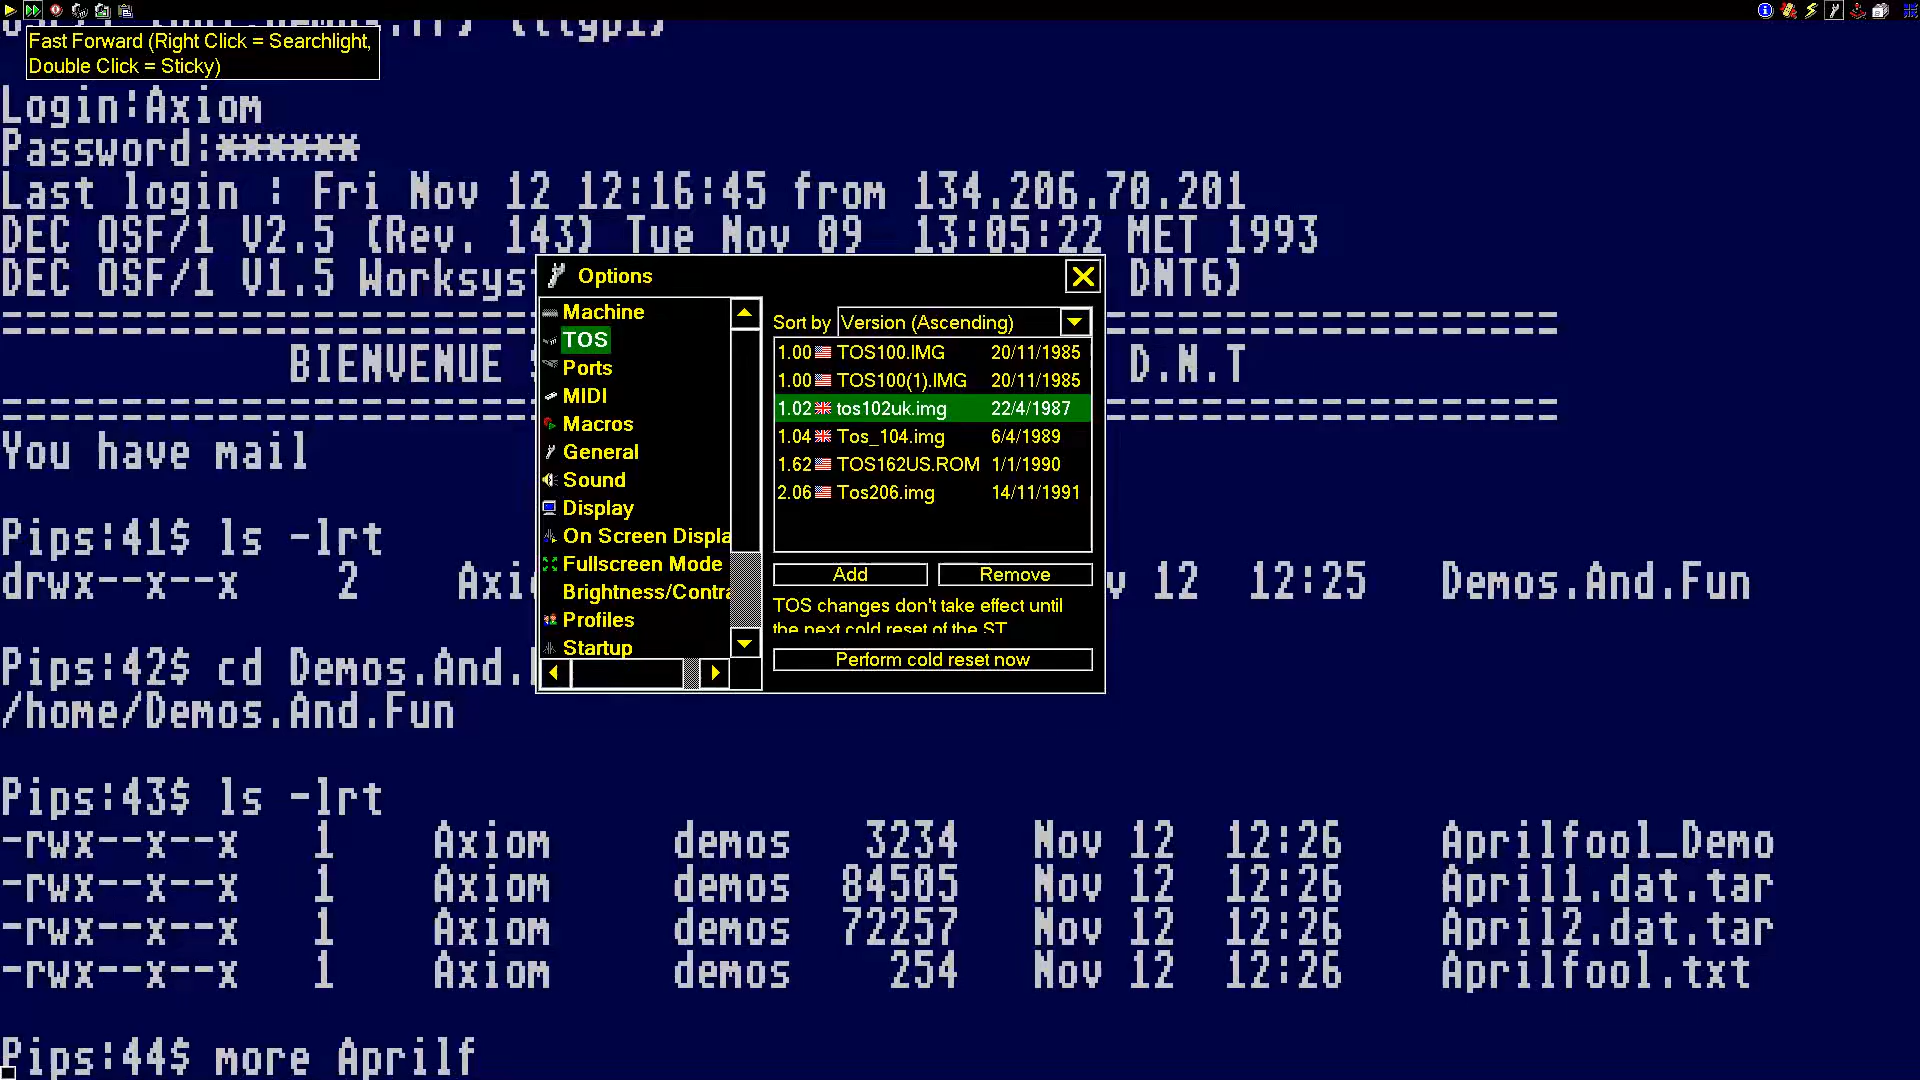 Fast Forward (Right Click = Searchlight,
Double Click = Sticky)
Login:Axiom
Password:******
Last login : Fri Nov 12 12:16:45 from 134.206.70.201
DEC OSF/1 V2.5 (Rev. 143) Tue Nov 09  13:05:22 MET 1993
DEC OSF/1 V1.5 Worksys DNT6)
BIENVENUE D.N.T
You have mail
Pips:41$ ls -lrt
drwx--x--x 2 Axi 12 12:25 Demos.And.Fun
Pips:42$ cd Demos.And.
/home/Demos.And.Fun
Pips:43$ ls -lrt
-rwx--x--x 1 Axiom demos 3234 Nov 12 12:26 Aprilfool_Demo
-rwx--x--x 1 Axiom demos 84505 Nov 12 12:26 April1.dat.tar
-rwx--x--x 1 Axiom demos 72257 Nov 12 12:26 April2.dat.tar
-rwx--x--x 1 Axiom demos 254 Nov 12 12:26 Aprilfool.txt
Pips:44$ more Aprilf
Options
Machine
TOS
Ports
MIDI
Macros
General
Sound
Display
On Screen Displa
Fullscreen Mode
Brightness/Contra
Profiles
Startup
Sort by Version (Ascending)
1.00 TOS100.IMG 20/11/1985
1.00 TOS100(1).IMG 20/11/1985
1.02 tos102uk.img 22/4/1987
1.04 Tos_104.img 6/4/1989
1.62 TOS162US.ROM 1/1/1990
2.06 Tos206.img 14/11/1991
Add Remove
TOS changes don't take effect until
the next cold reset of the ST
Perform cold reset now